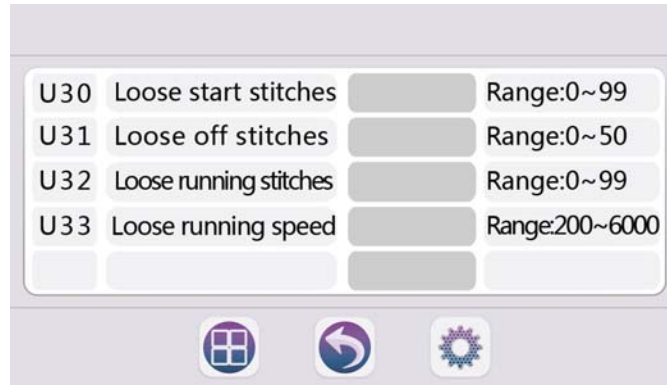 U30 Loose start stitches Range:0~99
U31 Loose off stitches Range:0~50
U32 Loose running stitches Range:0~99
U33 Loose running speed Range:200~6000